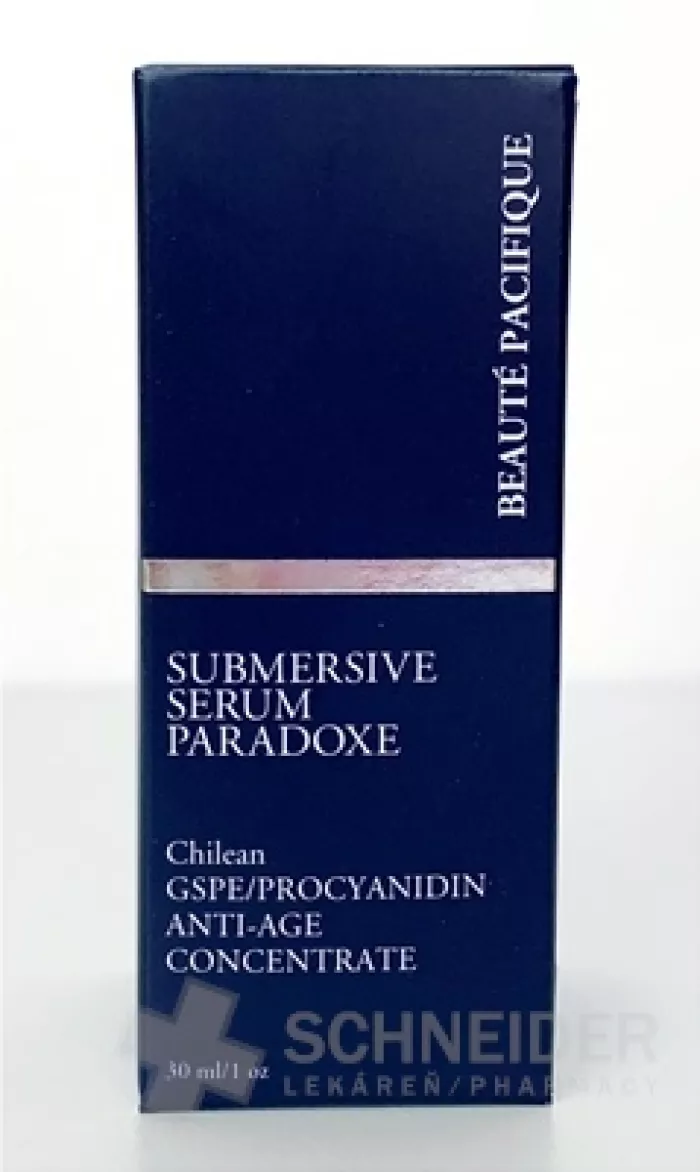 BEAUTÉ PACIFIQUE
SUBMERSIVE
SERUM
PARADOXE
Chilean
GSPE/PROCYANIDIN
ANTI-AGE
CONCENTRATE
30 ml/1 oz
SCHNEIDER
LEKÁREŇ/PHARMACY